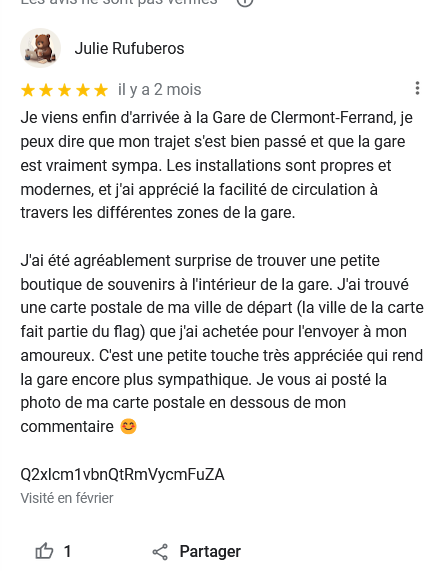 Les avis ne sont pas vérifiés
Julie Rufuberos
il y a 2 mois
Je viens enfin d'arrivée à la Gare de Clermont-Ferrand, je
peux dire que mon trajet s'est bien passé et que la gare
est vraiment sympa. Les installations sont propres et
modernes, et j'ai apprécié la facilité de circulation à
travers les différentes zones de la gare.
J'ai été agréablement surprise de trouver une petite
boutique de souvenirs à l'intérieur de la gare. J'ai trouvé
une carte postale de ma ville de départ (la ville de la carte
fait partie du flag) que j'ai achetée pour l'envoyer à mon
amoureux. C'est une petite touche très appréciée qui rend
la gare encore plus sympathique. Je vous ai posté la
photo de ma carte postale en dessous de mon
commentaire 😊
Q2xlcm1vbnQtRmVycmFuZA
Visité en février
1
Partager